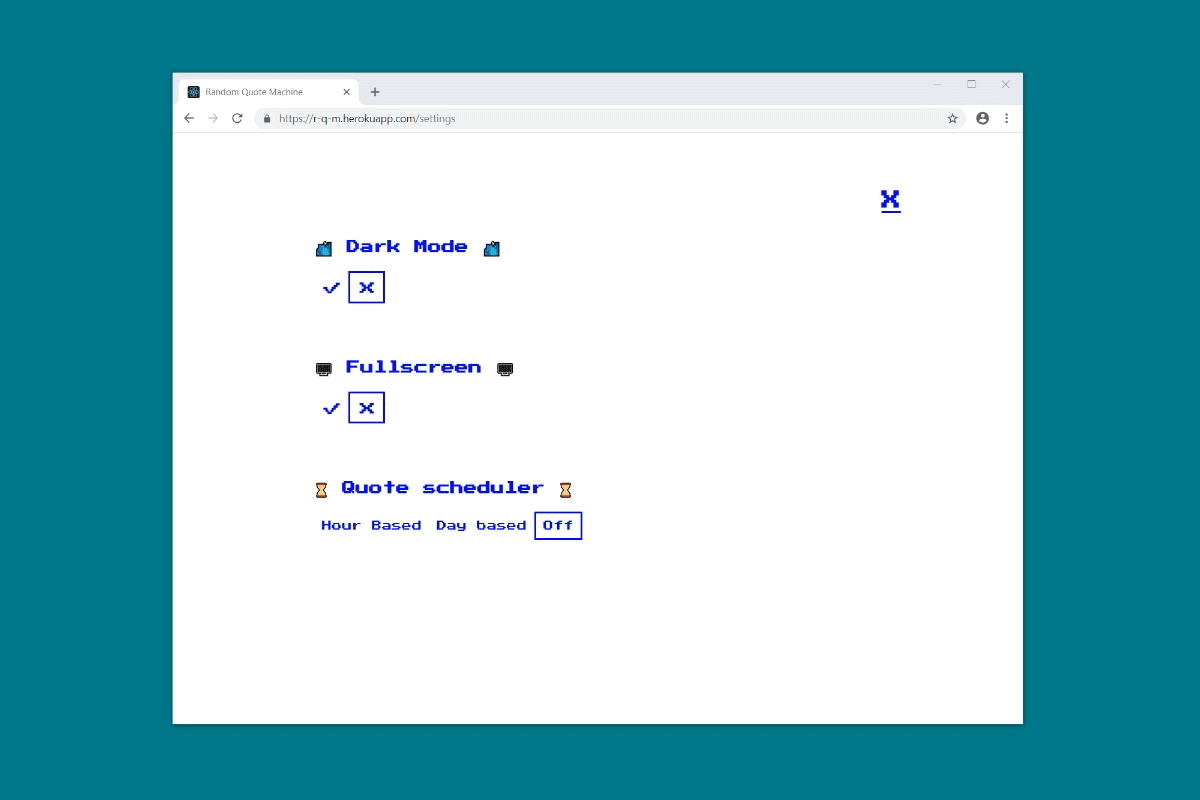 Random Quote Machine
https://r-q-m.herokuapp.com/settings
X
Dark Mode
✓ X
Fullscreen
✓ X
Quote scheduler
Hour Based Day based Off